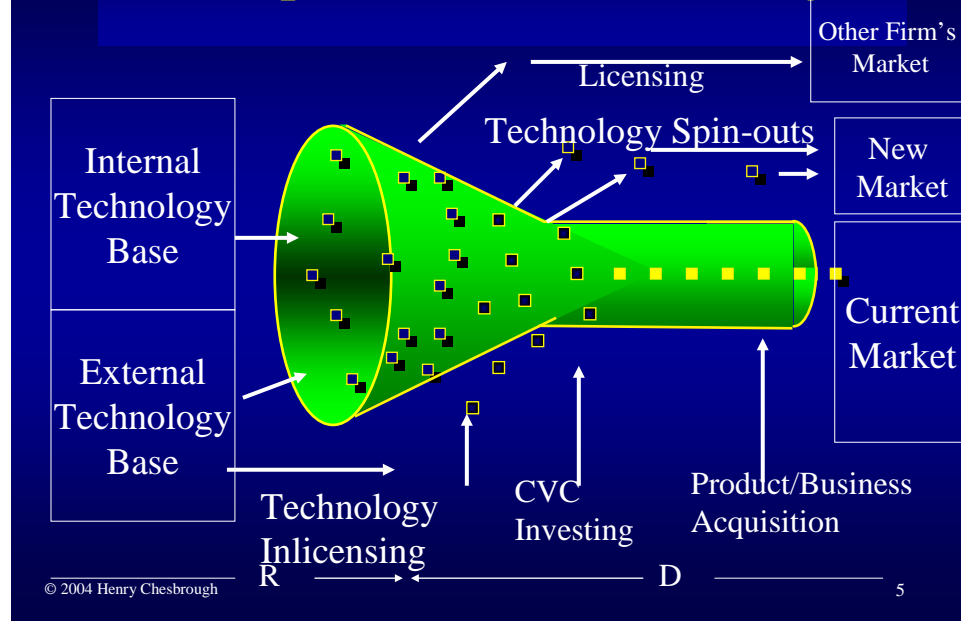 Other Firm’s
Market
Licensing
Technology Spin-outs
New
Market
Internal
Technology
Base
Current
Market
External
Technology
Base
Technology
Inlicensing
CVC
Investing
Product/Business
Acquisition
R
D
© 2004 Henry Chesbrough
5